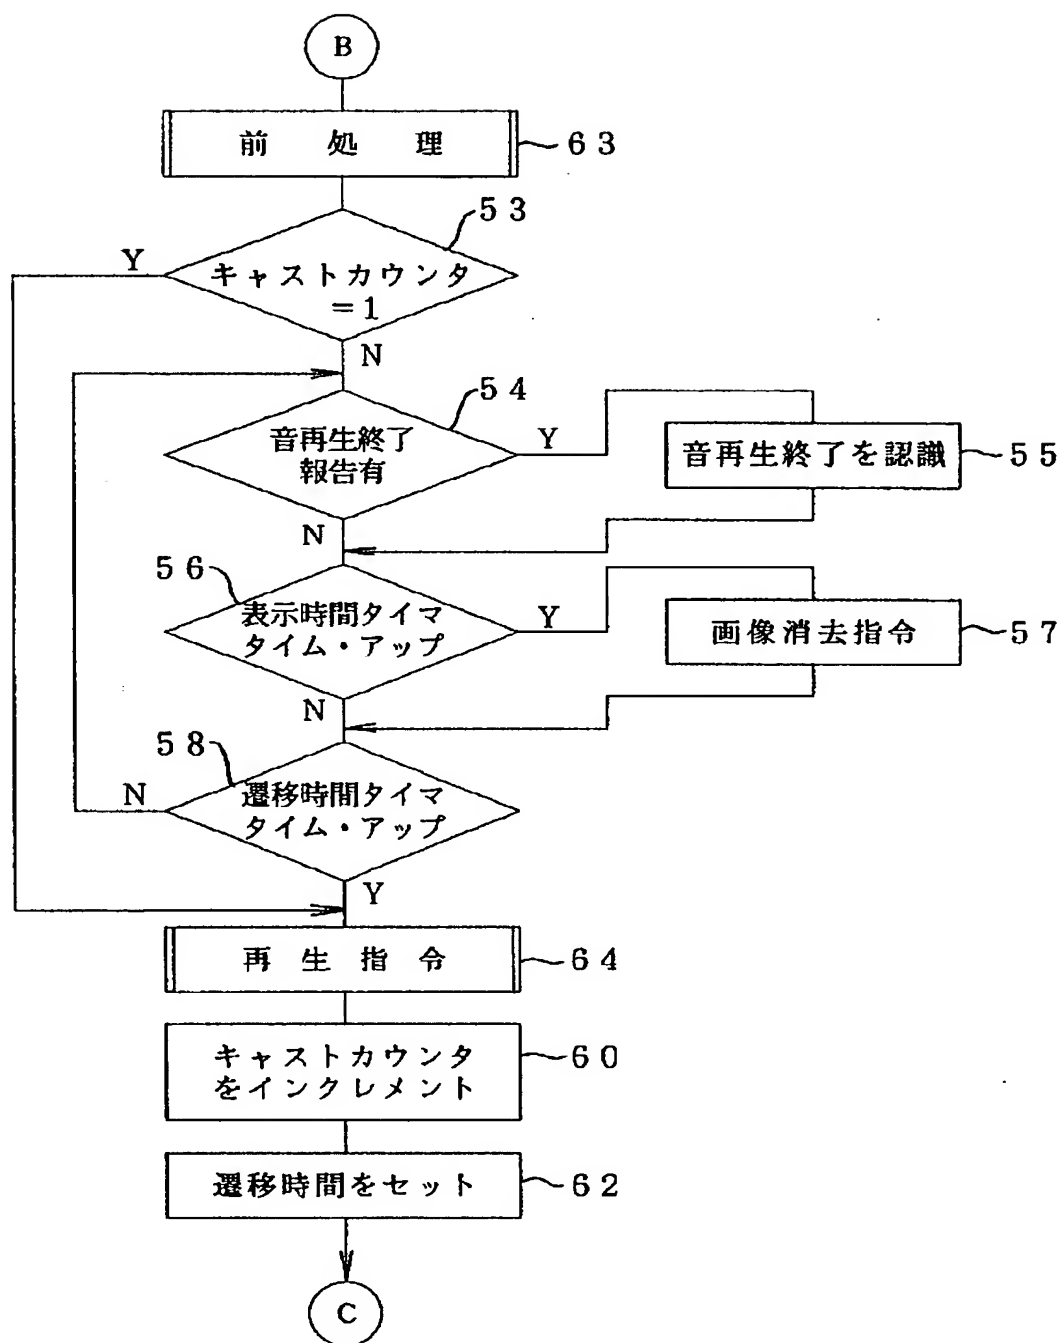 B
前処理
63
53
Y
キャストカウンタ
=1
N
54
音再生終了
報告有
Y
音再生終了を認識
55
N
56
表示時間タイマ
タイム・アップ
Y
画像消去指令
57
N
58
N
遷移時間タイマ
タイム・アップ
Y
再生指令
64
キャストカウンタ
をインクレメント
60
遷移時間をセット
62
C